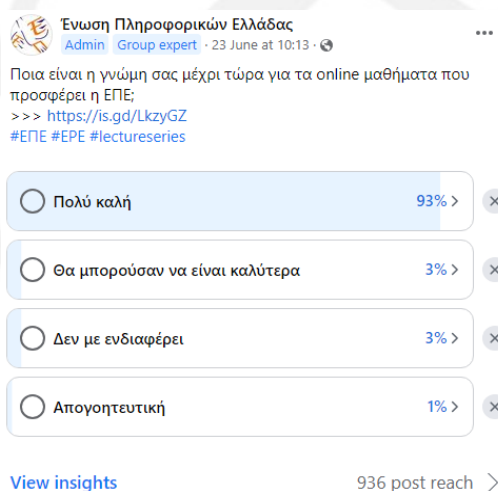 Ένωση Πληροφορικών Ελλάδας
Admin Group expert · 23 June at 10:13 ·
Ποια είναι η γνώμη σας μέχρι τώρα για τα online μαθήματα που
προσφέρει η ΕΠΕ;
>>> https://is.gd/LkzyGZ
#ΕΠΕ #EPE #lectureseries
Πολύ καλή 93%
Θα μπορούσαν να είναι καλύτερα 3%
Δεν με ενδιαφέρει 3%
Απογοητευτική 1%
View insights 936 post reach